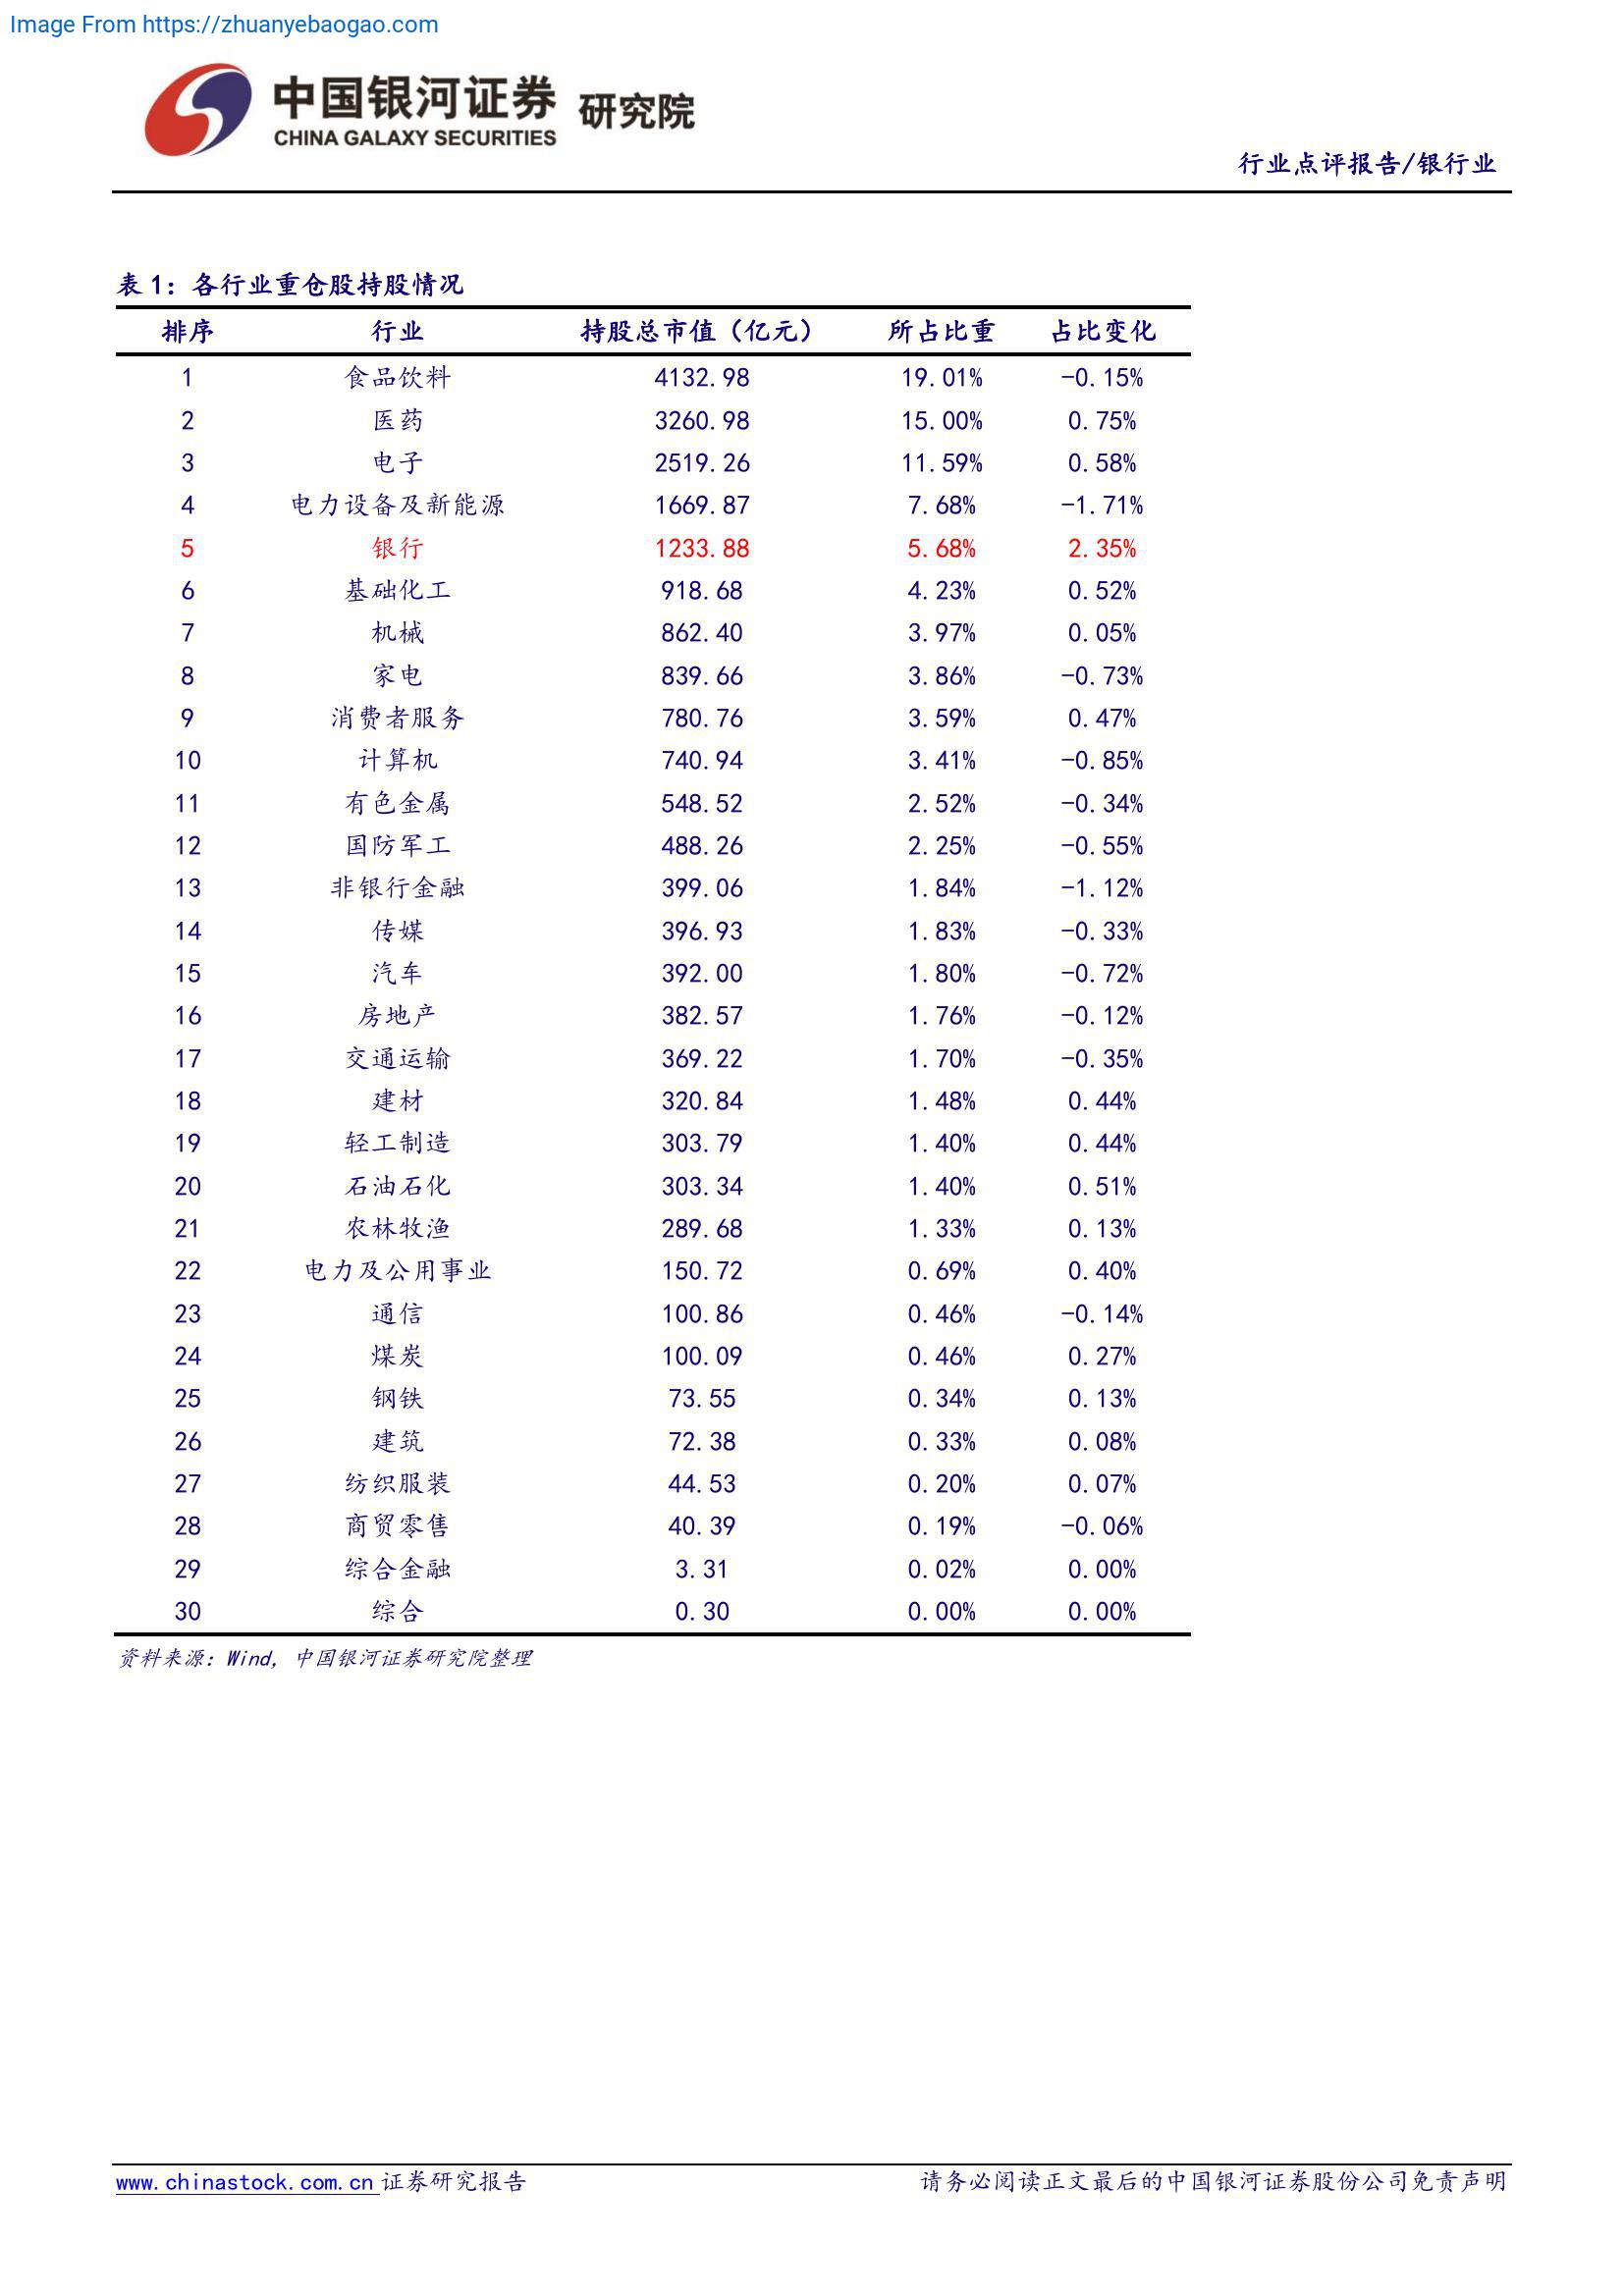 Image From https://zhuanyebaogao.com
中国银河证券 研究院
CHINA GALAXY SECURITIES
行业点评报告/银行业
表 1：各行业重仓股持股情况
排序 行业 持股总市值（亿元） 所占比重 占比变化
1 食品饮料 4132.98 19.01% -0.15%
2 医药 3260.98 15.00% 0.75%
3 电子 2519.26 11.59% 0.58%
4 电力设备及新能源 1669.87 7.68% -1.71%
5 银行 1233.88 5.68% 2.35%
6 基础化工 918.68 4.23% 0.52%
7 机械 862.40 3.97% 0.05%
8 家电 839.66 3.86% -0.73%
9 消费者服务 780.76 3.59% 0.47%
10 计算机 740.94 3.41% -0.85%
11 有色金属 548.52 2.52% -0.34%
12 国防军工 488.26 2.25% -0.55%
13 非银行金融 399.06 1.84% -1.12%
14 传媒 396.93 1.83% -0.33%
15 汽车 392.00 1.80% -0.72%
16 房地产 382.57 1.76% -0.12%
17 交通运输 369.22 1.70% -0.35%
18 建材 320.84 1.48% 0.44%
19 轻工制造 303.79 1.40% 0.44%
20 石油石化 303.34 1.40% 0.51%
21 农林牧渔 289.68 1.33% 0.13%
22 电力及公用事业 150.72 0.69% 0.40%
23 通信 100.86 0.46% -0.14%
24 煤炭 100.09 0.46% 0.27%
25 钢铁 73.55 0.34% 0.13%
26 建筑 72.38 0.33% 0.08%
27 纺织服装 44.53 0.20% 0.07%
28 商贸零售 40.39 0.19% -0.06%
29 综合金融 3.31 0.02% 0.00%
30 综合 0.30 0.00% 0.00%
资料来源：Wind，中国银河证券研究院整理
www.chinastock.com.cn 证券研究报告 请务必阅读正文最后的中国银河证券股份公司免责声明